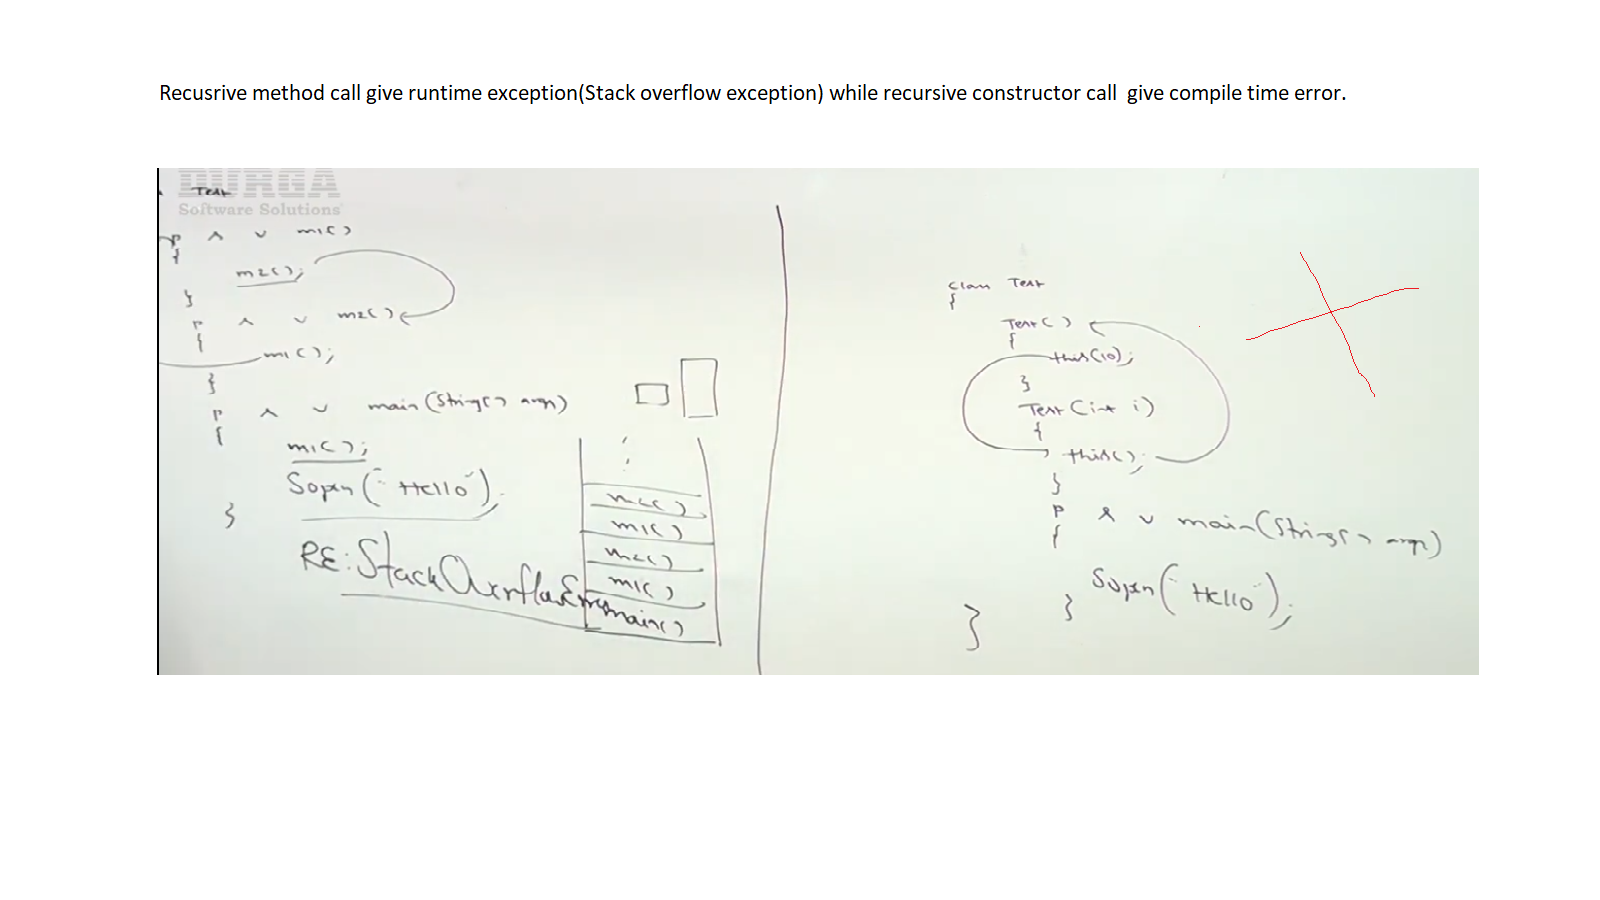 Recusrive method call give runtime exception(Stack overflow exception) while recursive constructor call give compile time error.
DURGA
Software Solutions
Test
P s v m1()
{
m2();
}
P s v m2()
{
m1();
}
P s v main(String[] args)
{
m1();
Sopln("Hello");
}
RE: StackOverflowError
m2()
m1()
m2()
m1()
main()
class Test
{
Test()
{
this(10);
}
Test(int i)
{
this();
}
P s v main(String[] args)
{
Sopln("Hello");
}
}